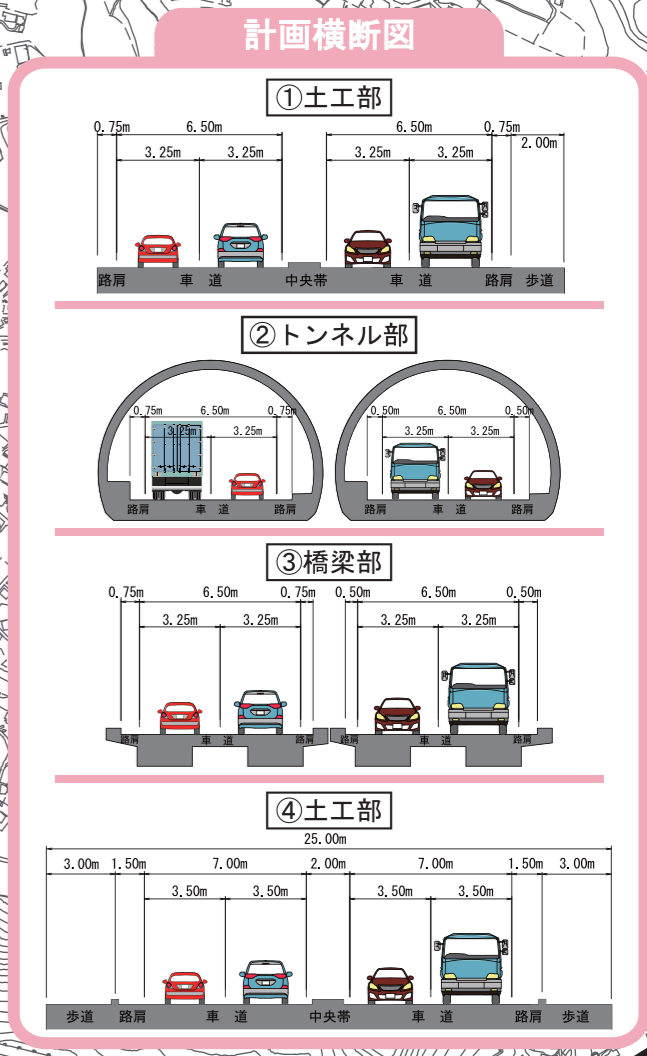 計画横断図
①土工部
0.75m 6.50m 6.50m 0.75m
2.00m
3.25m 3.25m 3.25m 3.25m
路肩 車 道 中央帯 車 道 路肩 歩道
②トンネル部
0.75m 6.50m 0.75m 0.50m 6.50m 0.50m
3.25m 3.25m 3.25m 3.25m
路肩 車 道 路肩 路肩 車 道 路肩
③橋梁部
0.75m 6.50m 0.75m 0.50m 6.50m 0.50m
3.25m 3.25m 3.25m 3.25m
路肩 車 道 路肩 路肩 車 道 路肩
④土工部
25.00m
3.00m 1.50m 7.00m 2.00m 7.00m 1.50m 3.00m
3.50m 3.50m 3.50m 3.50m
歩道 路肩 車 道 中央帯 車 道 路肩 歩道